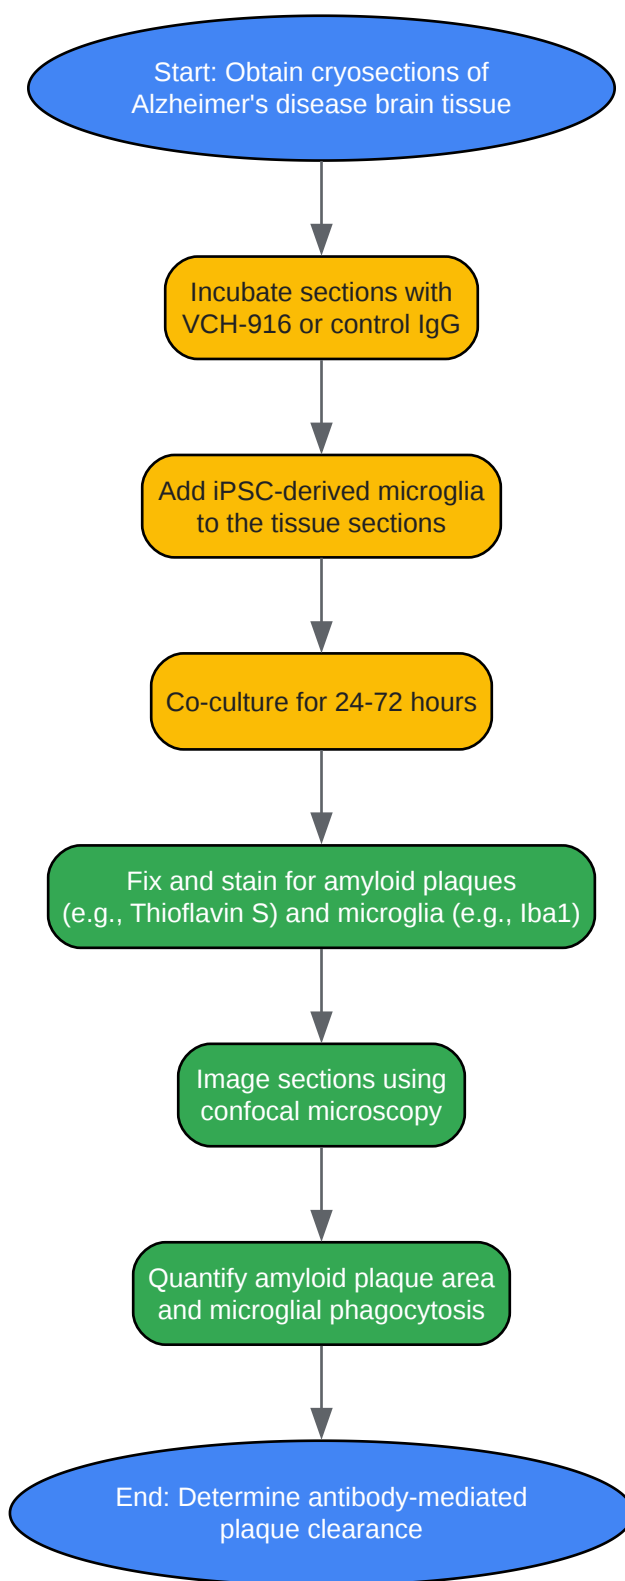 Start: Obtain cryosections of
Alzheimer's disease brain tissue
Incubate sections with
VCH-916 or control IgG
Add iPSC-derived microglia
to the tissue sections
Co-culture for 24-72 hours
Fix and stain for amyloid plaques
(e.g., Thioflavin S) and microglia (e.g., Iba1)
Image sections using
confocal microscopy
Quantify amyloid plaque area
and microglial phagocytosis
End: Determine antibody-mediated
plaque clearance